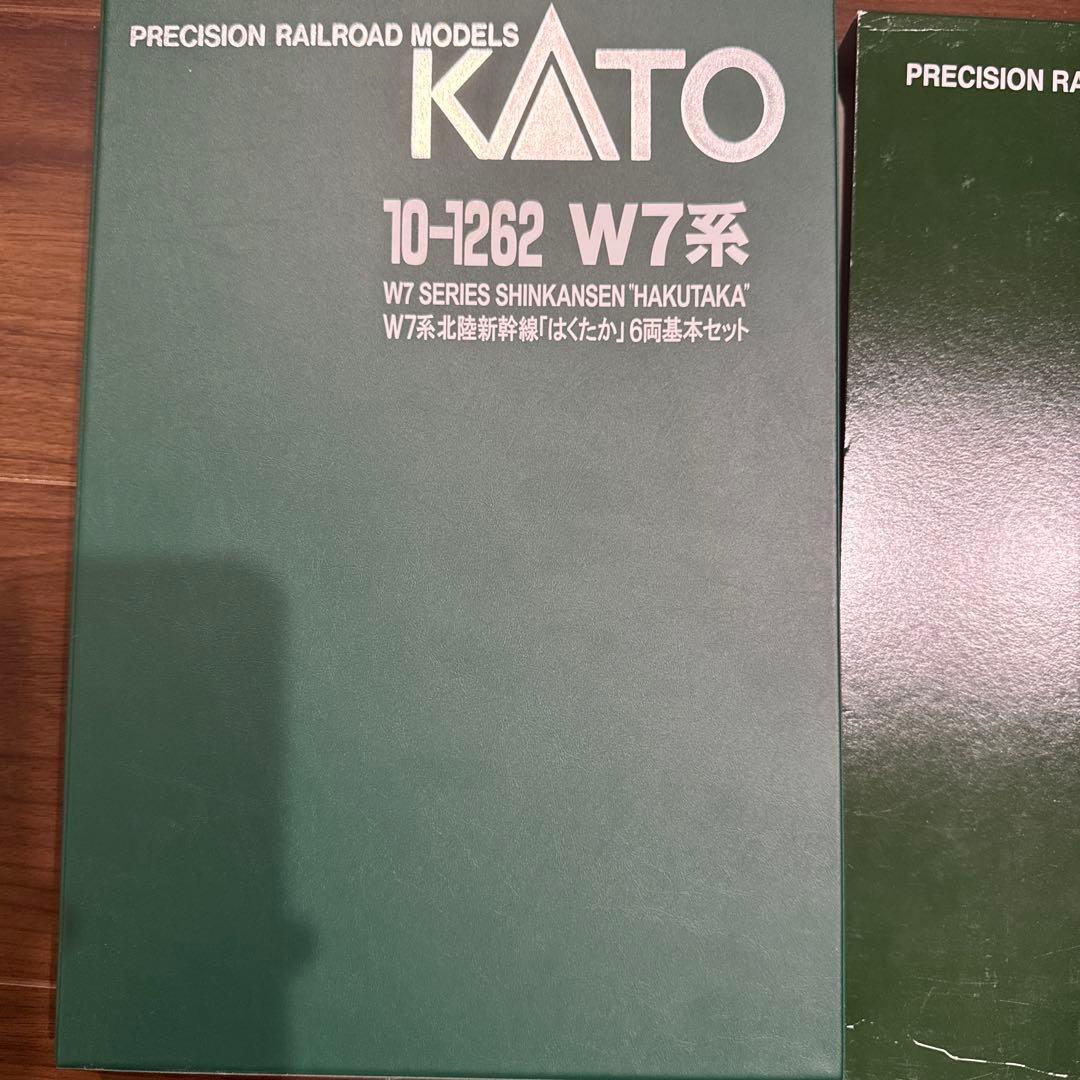 PRECISION RAILROAD MODELS
KATO
10-1262 W7系
W7 SERIES SHINKANSEN "HAKUTAKA"
W7系北陸新幹線「はくたか」6両基本セット
PRECISION RA